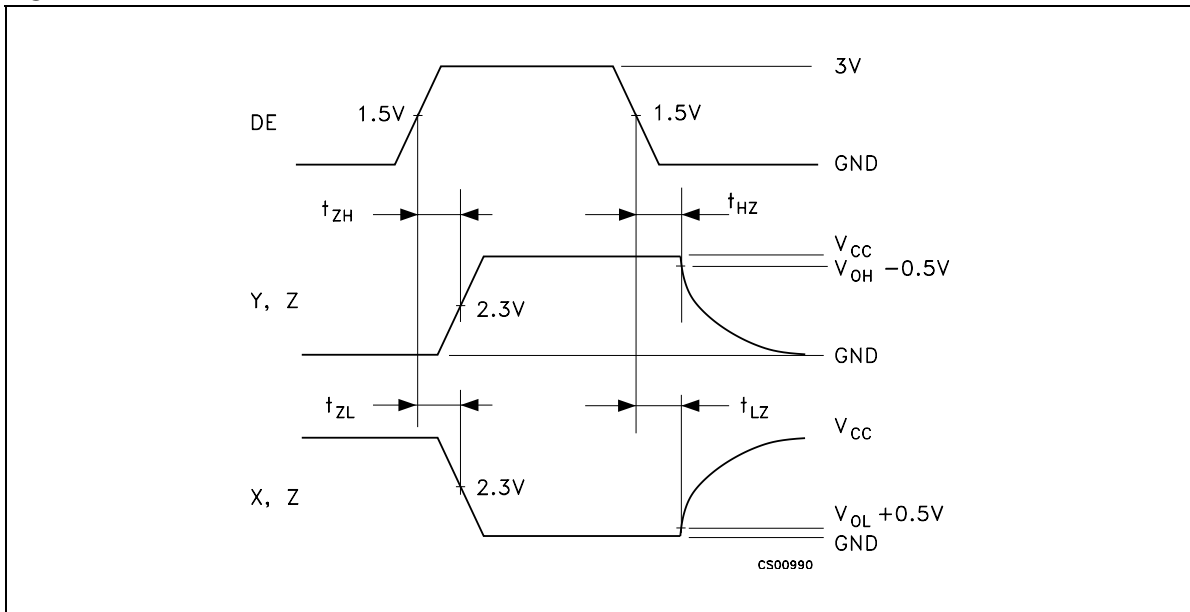 3V
DE
1.5V
1.5V
GND
tZH
tHZ
VCC
VOH −0.5V
Y, Z
2.3V
GND
tZL
tLZ
VCC
2.3V
X, Z
VOL +0.5V
GND
CS00990